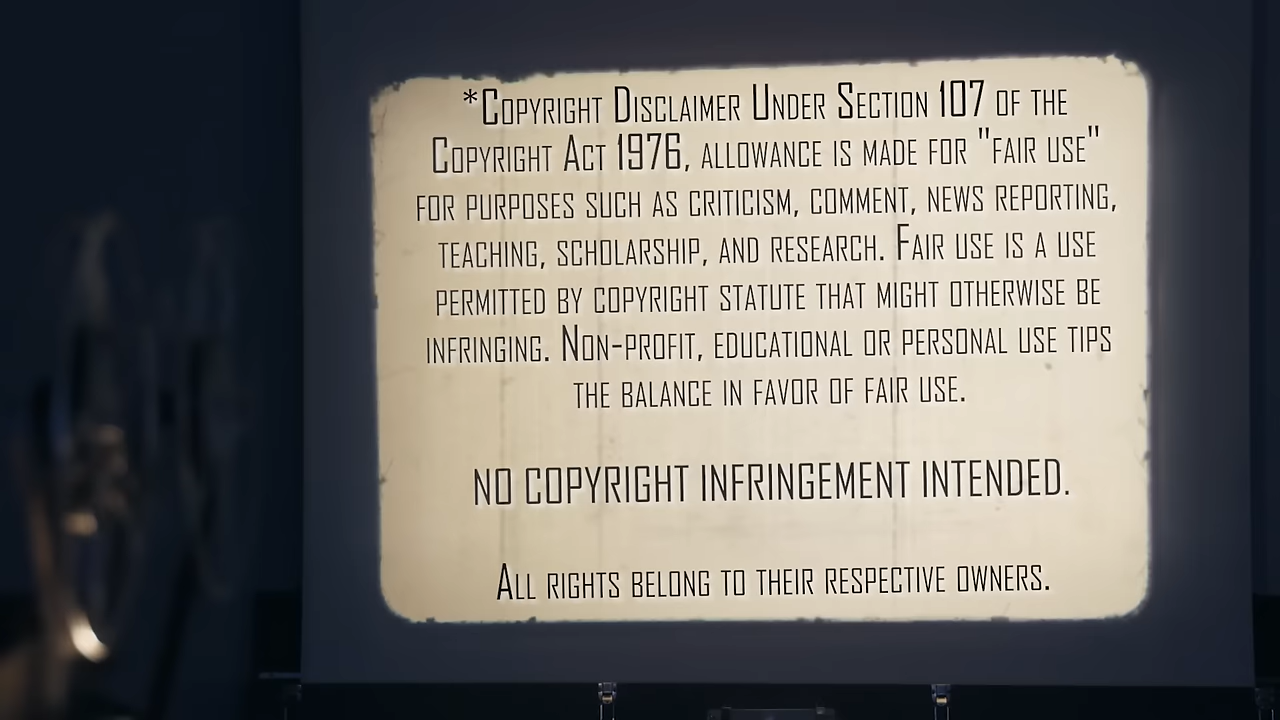 *Copyright Disclaimer Under Section 107 of the
Copyright Act 1976, allowance is made for "fair use"
for purposes such as criticism, comment, news reporting,
teaching, scholarship, and research. Fair use is a use
permitted by copyright statute that might otherwise be
infringing. Non-profit, educational or personal use tips
the balance in favor of fair use.
NO COPYRIGHT INFRINGEMENT INTENDED.
All rights belong to their respective owners.